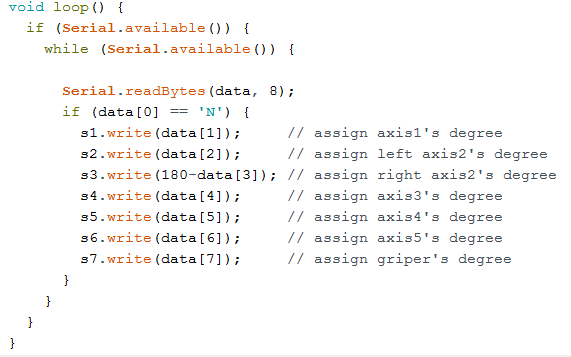 void loop() {
  if (Serial.available()) {
    while (Serial.available()) {

      Serial.readBytes(data, 8);
      if (data[0] == 'N') {
        s1.write(data[1]);     // assign axis1's degree
        s2.write(data[2]);     // assign left axis2's degree
        s3.write(180-data[3]); // assign right axis2's degree
        s4.write(data[4]);     // assign axis3's degree
        s5.write(data[5]);     // assign axis4's degree
        s6.write(data[6]);     // assign axis5's degree
        s7.write(data[7]);     // assign griper's degree
      }
    }
  }
}